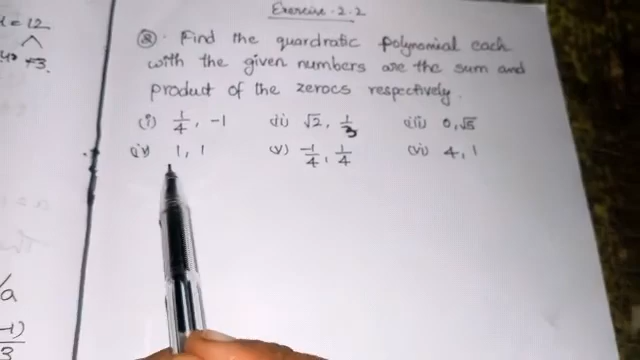 Exercise-2.2
②. Find the quardratic polynomial each
with the given numbers are the sum and
product of the zeroes respectively.
(i) 1/4, -1 (ii) √2, 1/3 (iii) 0, √5
(iv) 1, 1 (v) -1/4, 1/4 (vi) 4, 1
= 12